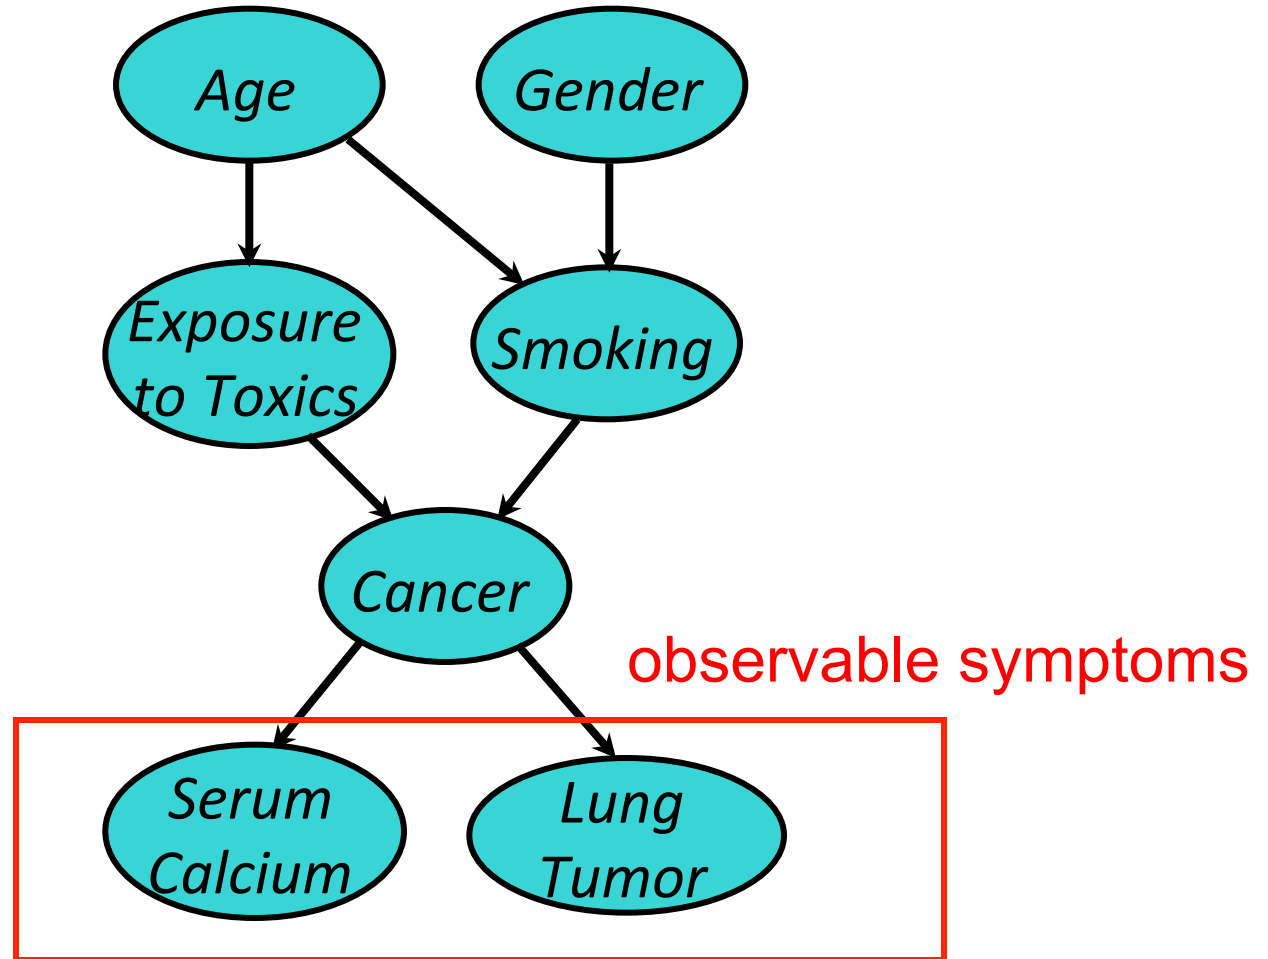 Age
Gender
Exposure
to Toxics
Smoking
Cancer
observable symptoms
Serum
Calcium
Lung
Tumor